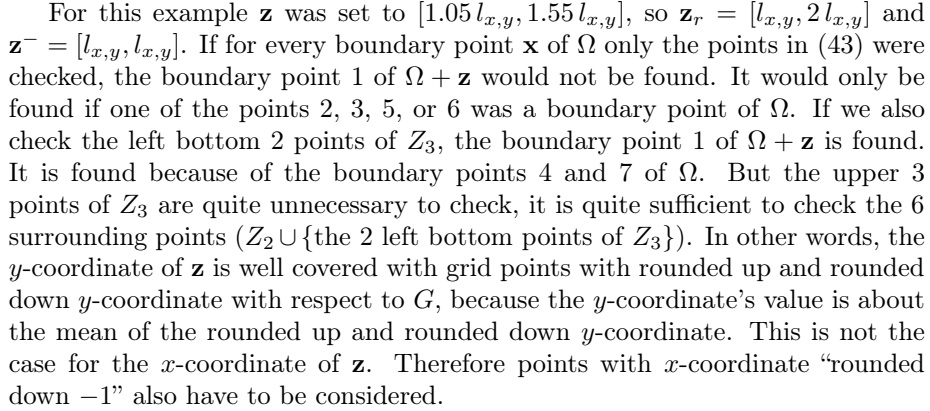 For this example z was set to [1.05 l_{x,y}, 1.55 l_{x,y}], so z_r = [l_{x,y}, 2 l_{x,y}] and
z^- = [l_{x,y}, l_{x,y}]. If for every boundary point x of Ω only the points in (43) were
checked, the boundary point 1 of Ω + z would not be found. It would only be
found if one of the points 2, 3, 5, or 6 was a boundary point of Ω. If we also
check the left bottom 2 points of Z_3, the boundary point 1 of Ω + z is found.
It is found because of the boundary points 4 and 7 of Ω. But the upper 3
points of Z_3 are quite unnecessary to check, it is quite sufficient to check the 6
surrounding points (Z_2 ∪ {the 2 left bottom points of Z_3}). In other words, the
y-coordinate of z is well covered with grid points with rounded up and rounded
down y-coordinate with respect to G, because the y-coordinate's value is about
the mean of the rounded up and rounded down y-coordinate. This is not the
case for the x-coordinate of z. Therefore points with x-coordinate “rounded
down −1” also have to be considered.